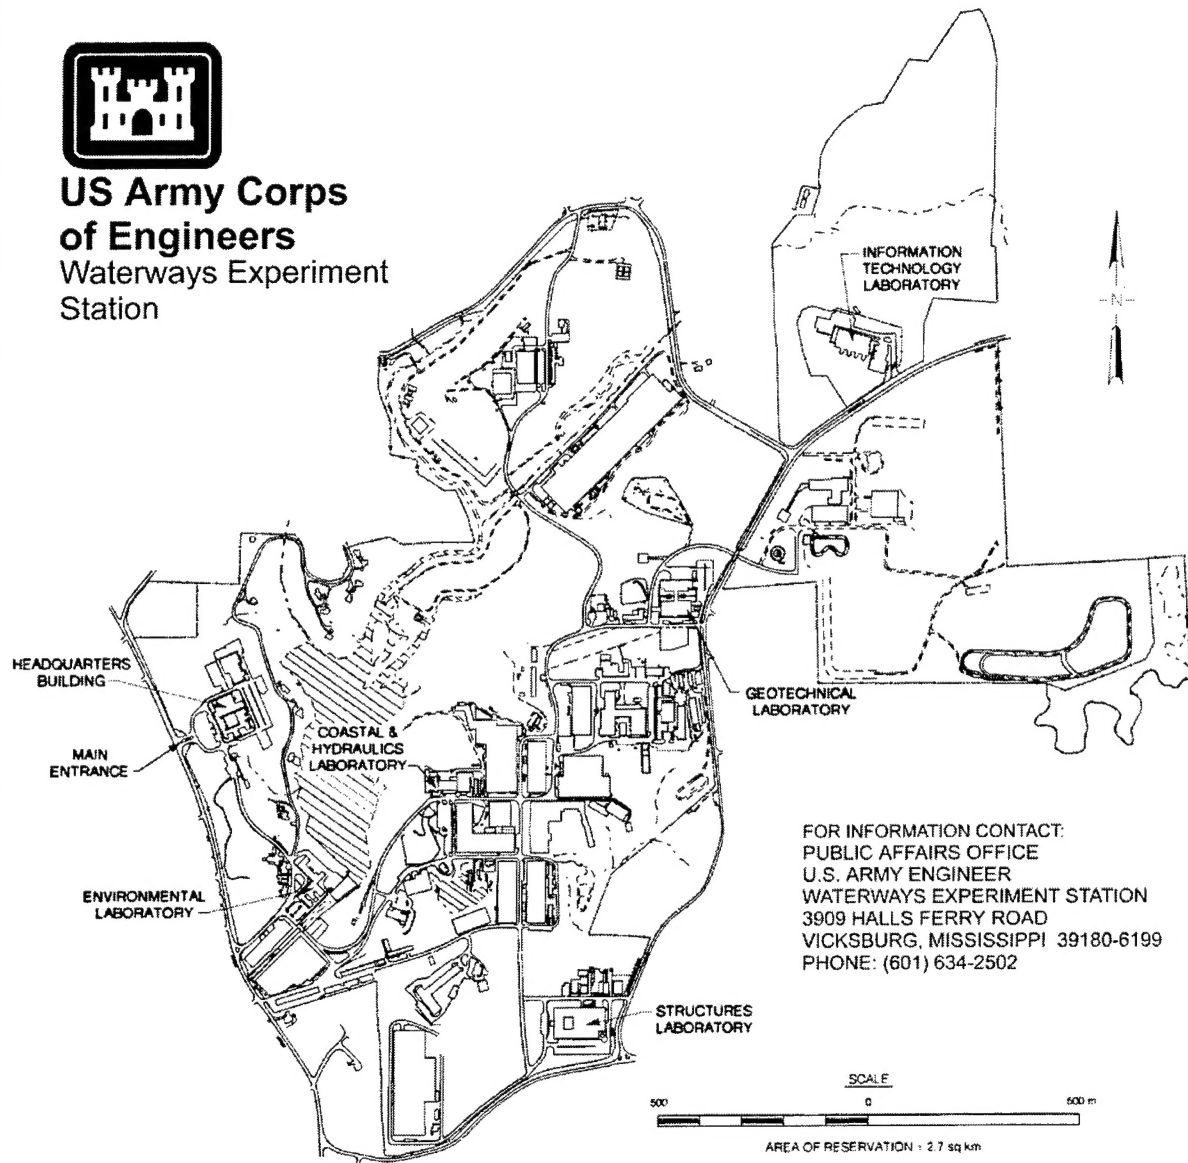 US Army Corps
of Engineers
Waterways Experiment
Station
INFORMATION
TECHNOLOGY
LABORATORY
N
HEADQUARTERS
BUILDING
MAIN
ENTRANCE
COASTAL &
HYDRAULICS
LABORATORY
GEOTECHNICAL
LABORATORY
ENVIRONMENTAL
LABORATORY
FOR INFORMATION CONTACT:
PUBLIC AFFAIRS OFFICE
U.S. ARMY ENGINEER
WATERWAYS EXPERIMENT STATION
3909 HALLS FERRY ROAD
VICKSBURG, MISSISSIPPI 39180-6199
PHONE: (601) 634-2502
STRUCTURES
LABORATORY
SCALE
500 0 500 m
AREA OF RESERVATION : 2.7 sq km